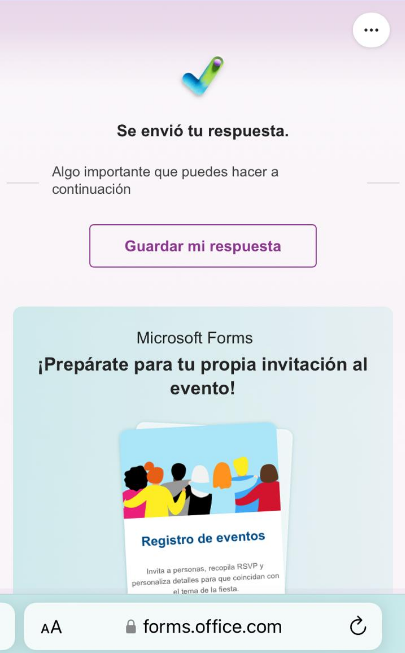 Se envió tu respuesta.
Algo importante que puedes hacer a
continuación
Guardar mi respuesta
Microsoft Forms
¡Prepárate para tu propia invitación al
evento!
Registro de eventos
Invita a personas, recopila RSVP y
personaliza detalles para que coincidan con
el tema de la fiesta.
AA
forms.office.com